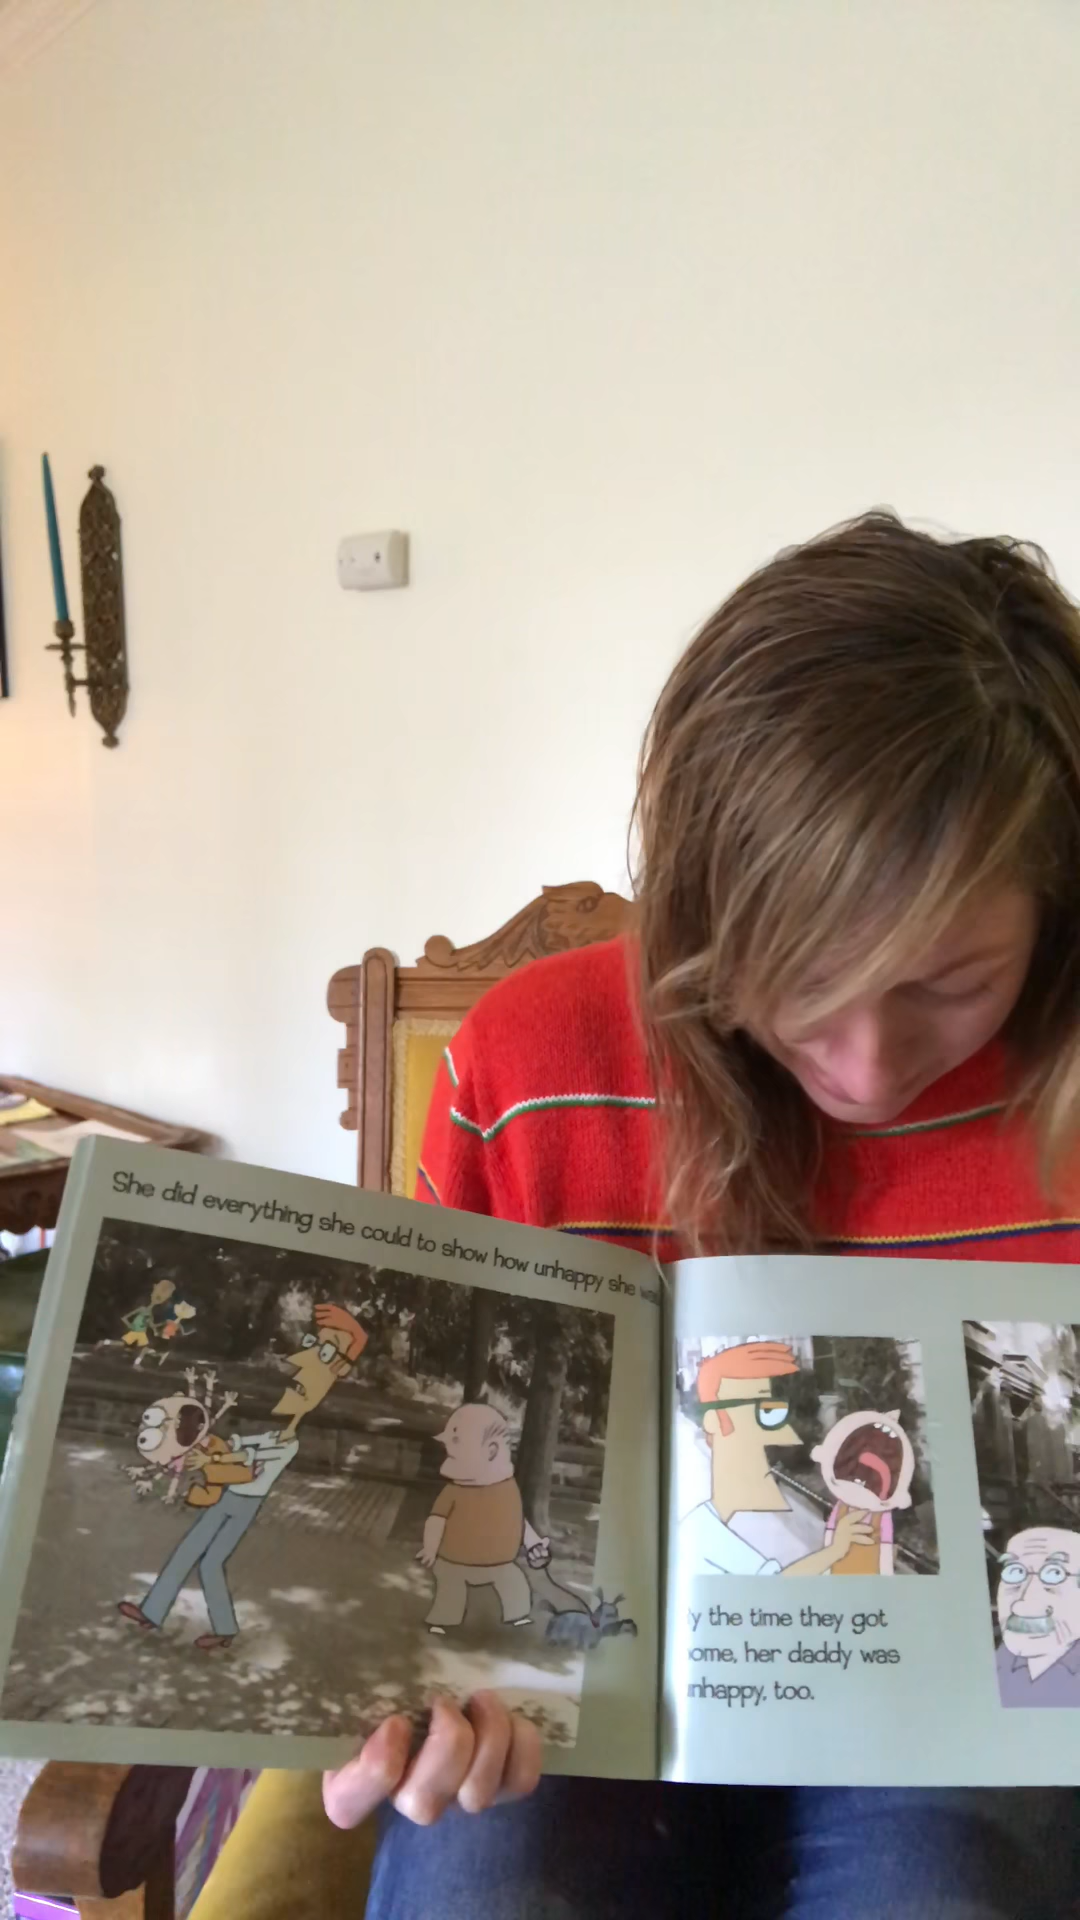 She did everything she could to show how unhappy she was
y the time they got
ome, her daddy was
nhappy, too.